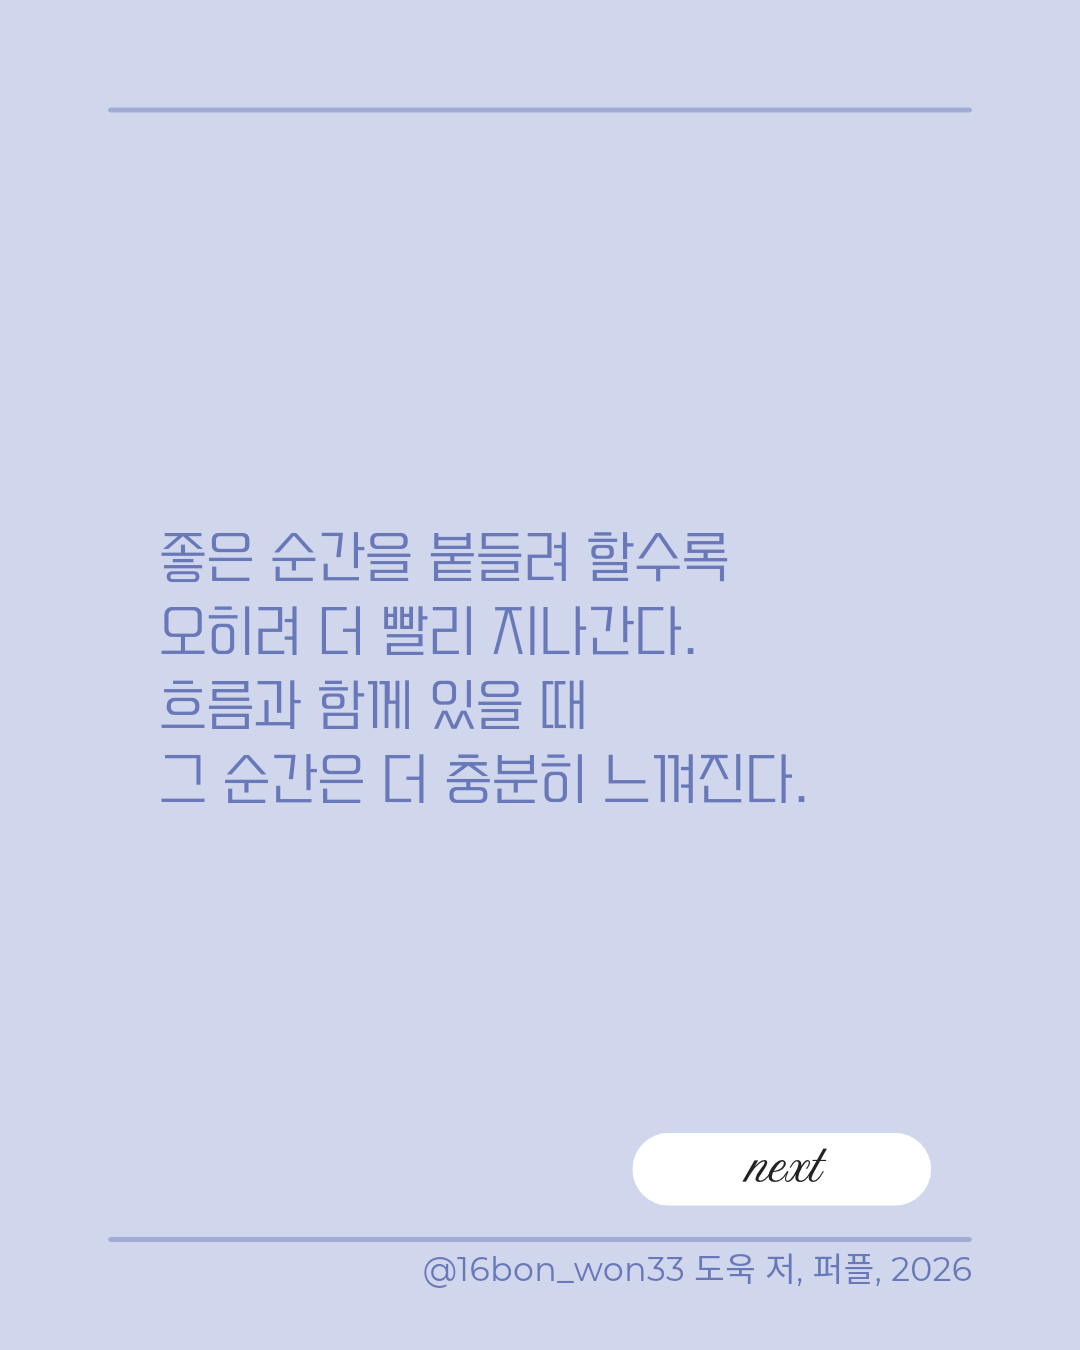 좋은 순간을 붙들려 할수록
오히려 더 빨리 지나간다.
흐름과 함께 있을 때
그 순간은 더 충분히 느껴진다.
next
@16bon_won33 도욱 저, 퍼플, 2026